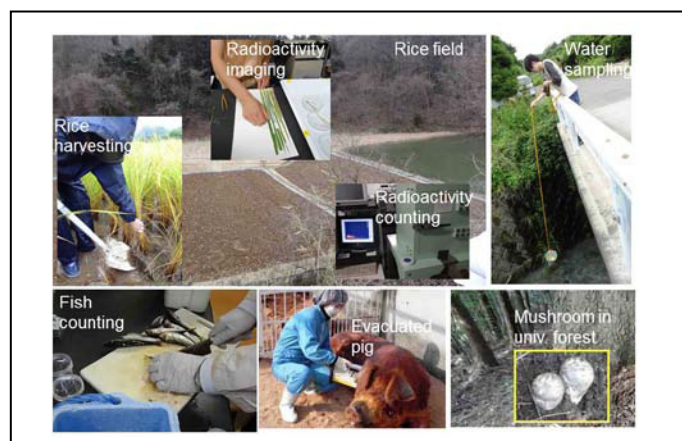 Radioactivity
imaging
Rice field
Water
sampling
Rice
harvesting
Radioactivity
counting
Fish
counting
Evacuated
pig
Mushroom in
univ. forest